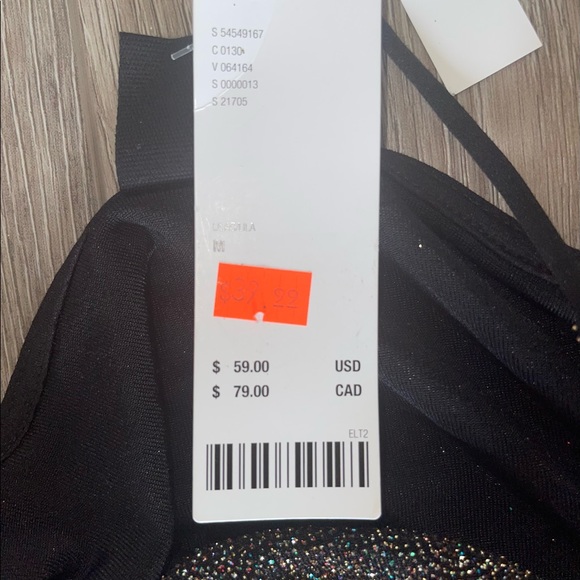 S 54549167
C 0130
V 064164
S 0000013
S 21705
M
$ 59.00 USD
$ 79.00 CAD
ELT2